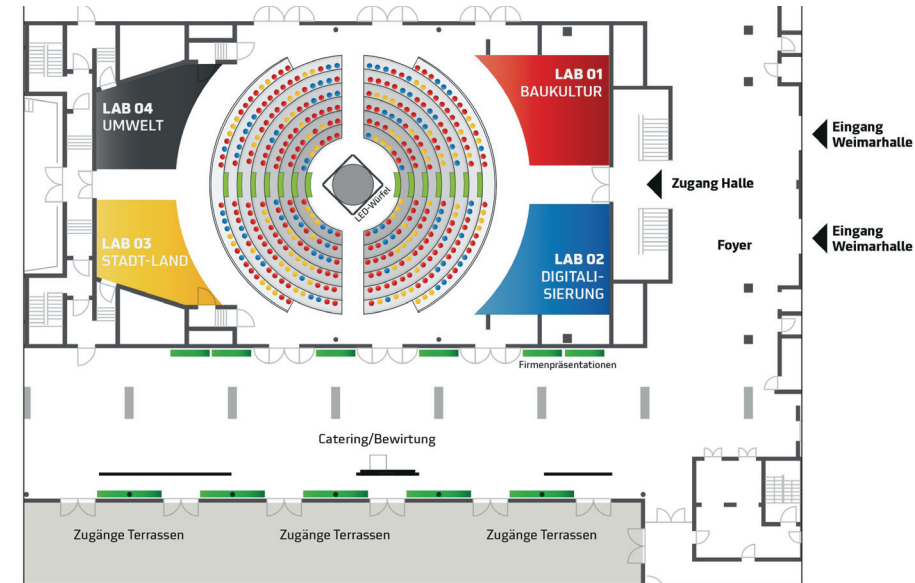 LAB 04
UMWELT
LAB 01
BAUKULTUR
Eingang
Weimarhalle
Zugang Halle
LED-Würfel
LAB 03
STADT-LAND
LAB 02
DIGITALI-
SIERUNG
Foyer
Eingang
Weimarhalle
Firmenpräsentationen
Catering/Bewirtung
Zugänge Terrassen
Zugänge Terrassen
Zugänge Terrassen